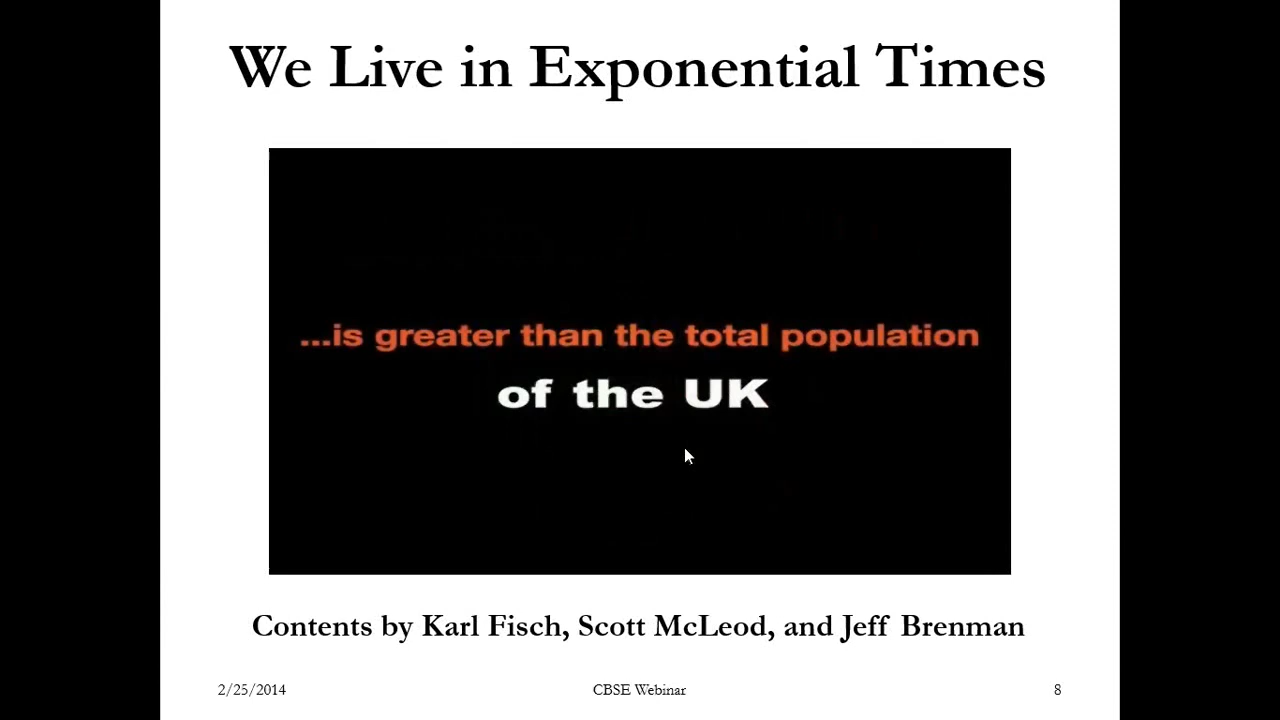 We Live in Exponential Times
...is greater than the total population
of the UK
Contents by Karl Fisch, Scott McLeod, and Jeff Brenman
2/25/2014
CBSE Webinar
8